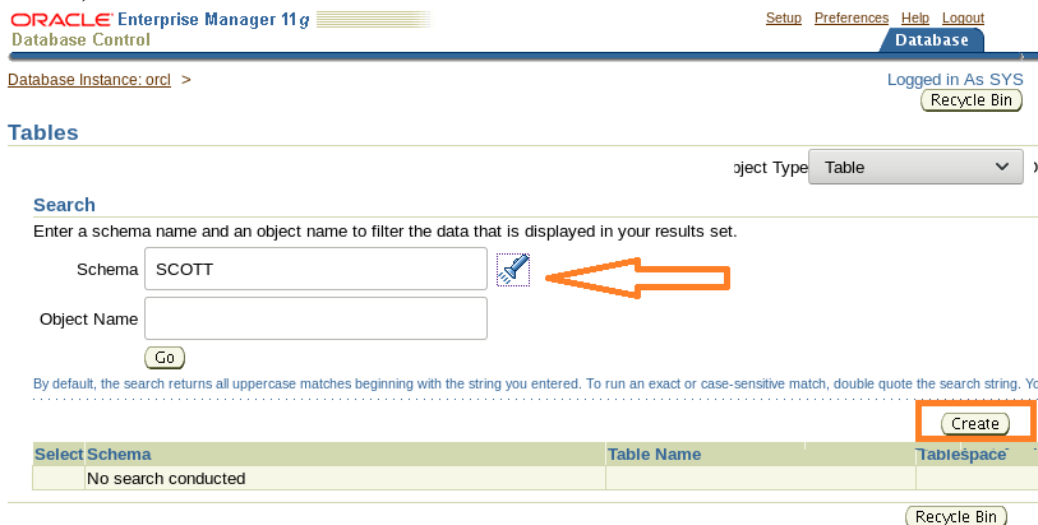 ORACLE Enterprise Manager 11g
Setup Preferences Help Logout
Database Control
Database
Database Instance: orcl >
Logged in As SYS
Recycle Bin
Tables
bject Type Table
Search
Enter a schema name and an object name to filter the data that is displayed in your results set.
Schema SCOTT
Object Name
Go
By default, the search returns all uppercase matches beginning with the string you entered. To run an exact or case-sensitive match, double quote the search string.
Create
Select Schema Table Name Tablespace
No search conducted
Recycle Bin